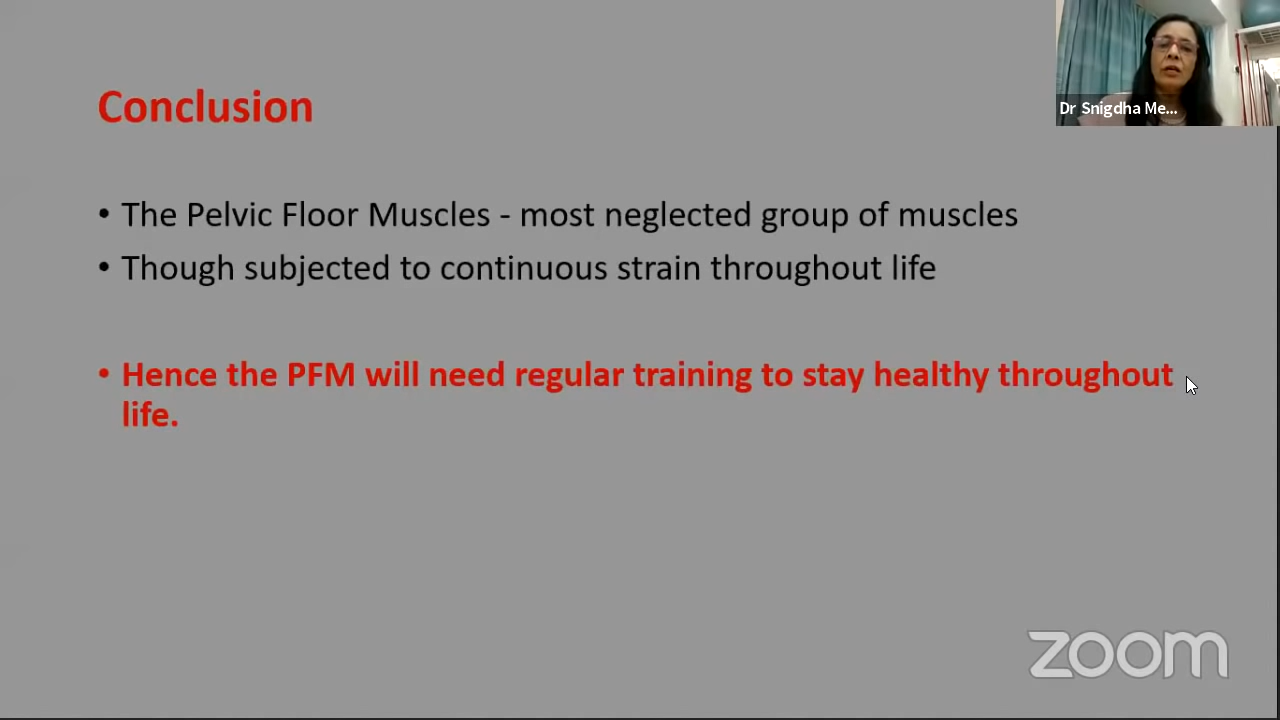 Conclusion
Dr Snigdha Me...
• The Pelvic Floor Muscles - most neglected group of muscles
• Though subjected to continuous strain throughout life
• Hence the PFM will need regular training to stay healthy throughout
life.
zoom